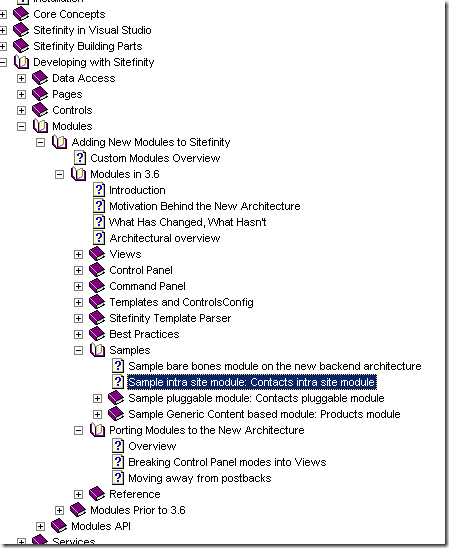 Installation
Core Concepts
Sitefinity in Visual Studio
Sitefinity Building Parts
Developing with Sitefinity
Data Access
Pages
Controls
Modules
Adding New Modules to Sitefinity
Custom Modules Overview
Modules in 3.6
Introduction
Motivation Behind the New Architecture
What Has Changed, What Hasn't
Architectural overview
Views
Control Panel
Command Panel
Templates and ControlsConfig
Sitefinity Template Parser
Best Practices
Samples
Sample bare bones module on the new backend architecture
Sample intra site module: Contacts intra site module
Sample pluggable module: Contacts pluggable module
Sample Generic Content based module: Products module
Porting Modules to the New Architecture
Overview
Breaking Control Panel modes into Views
Moving away from postbacks
Reference
Modules Prior to 3.6
Modules API
Services